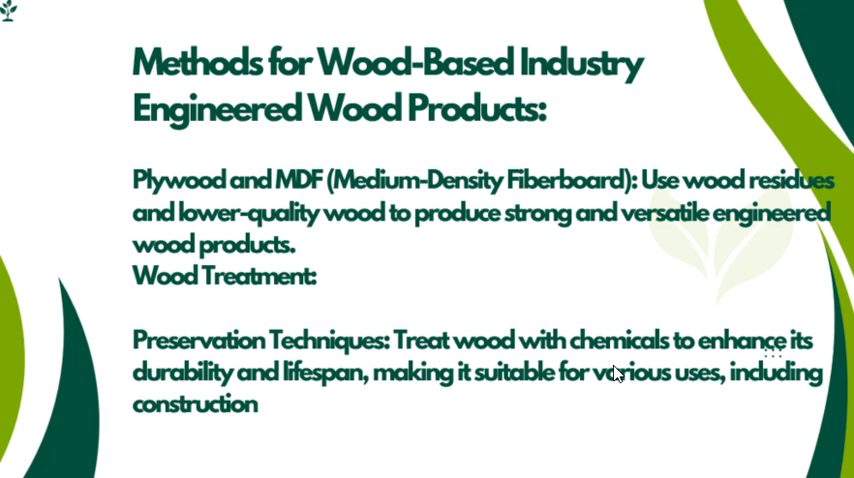 Methods for Wood-Based Industry
Engineered Wood Products:
Plywood and MDF (Medium-Density Fiberboard): Use wood residues
and lower-quality wood to produce strong and versatile engineered
wood products.
Wood Treatment:
Preservation Techniques: Treat wood with chemicals to enhance its
durability and lifespan, making it suitable for various uses, including
construction